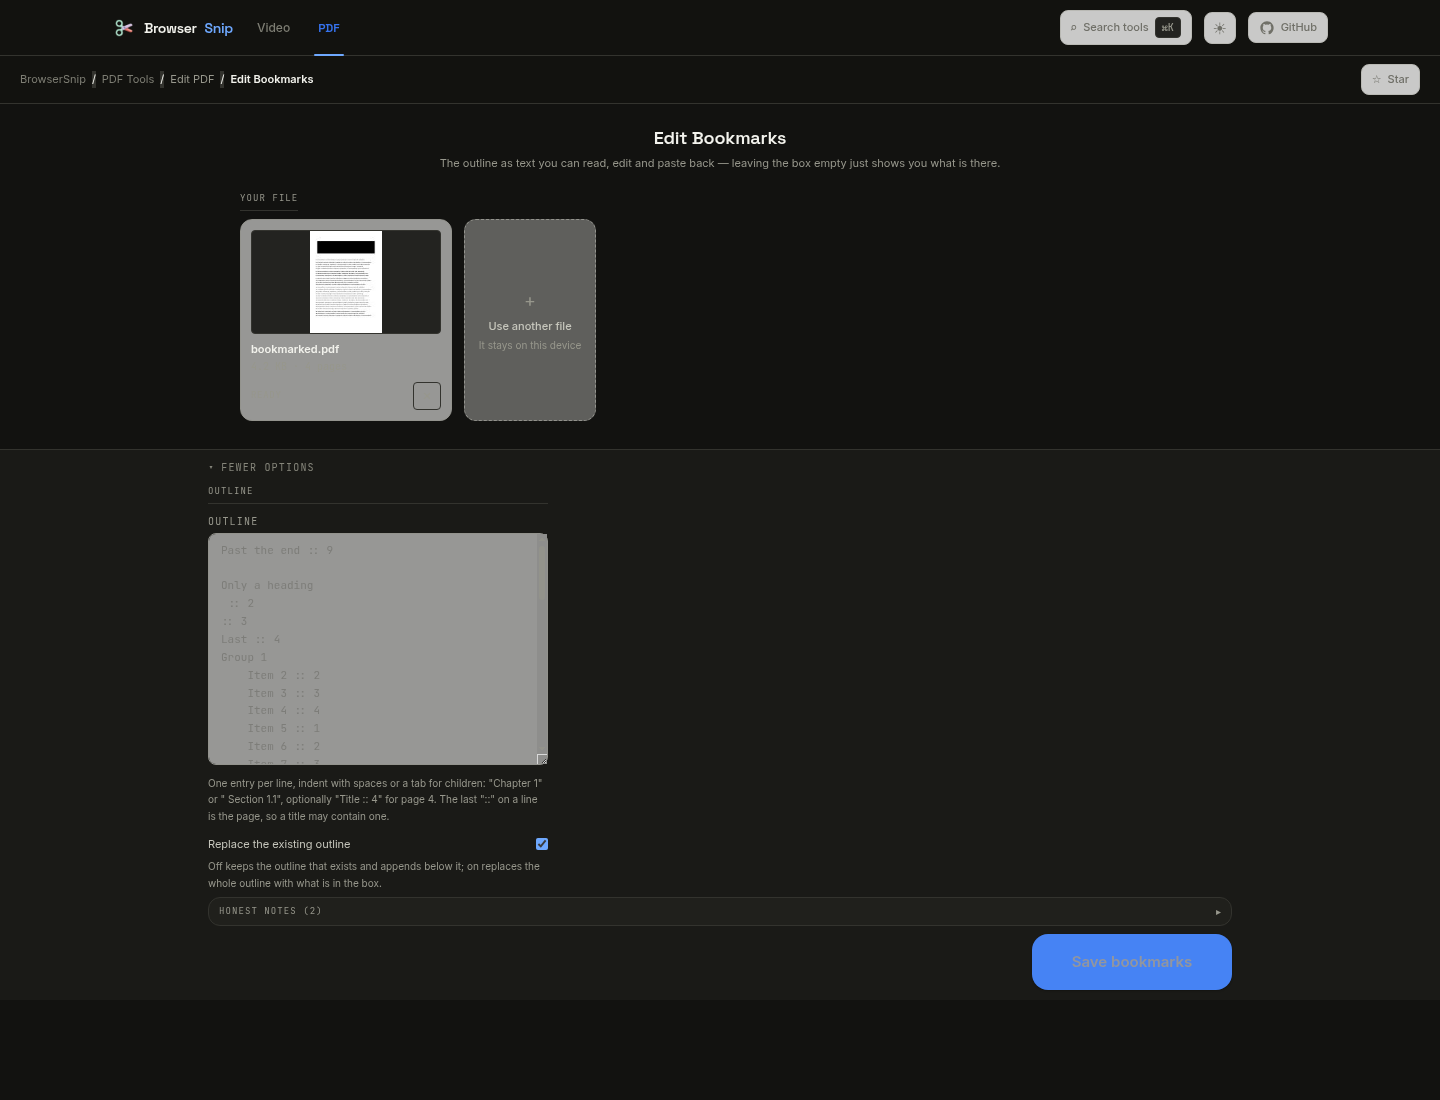 Browser Snip Video PDF Search tools ⌘K GitHub
BrowserSnip / PDF Tools / Edit PDF / Edit Bookmarks ☆ Star
Edit Bookmarks
The outline as text you can read, edit and paste back — leaving the box empty just shows you what is there.
YOUR FILE
+
Use another file
It stays on this device
bookmarked.pdf
FEWER OPTIONS
OUTLINE
OUTLINE
Past the end :: 9
Only a heading
:: 2
:: 3
Last :: 4
Group 1
Item 2 :: 2
Item 3 :: 3
Item 4 :: 4
Item 5 :: 1
Item 6 :: 2
Item 7 :: 3
One entry per line, indent with spaces or a tab for children: "Chapter 1"
or " Section 1.1", optionally "Title :: 4" for page 4. The last "::" on a line
is the page, so a title may contain one.
Replace the existing outline
Off keeps the outline that exists and appends below it; on replaces the
whole outline with what is in the box.
HONEST NOTES (2)
Save bookmarks